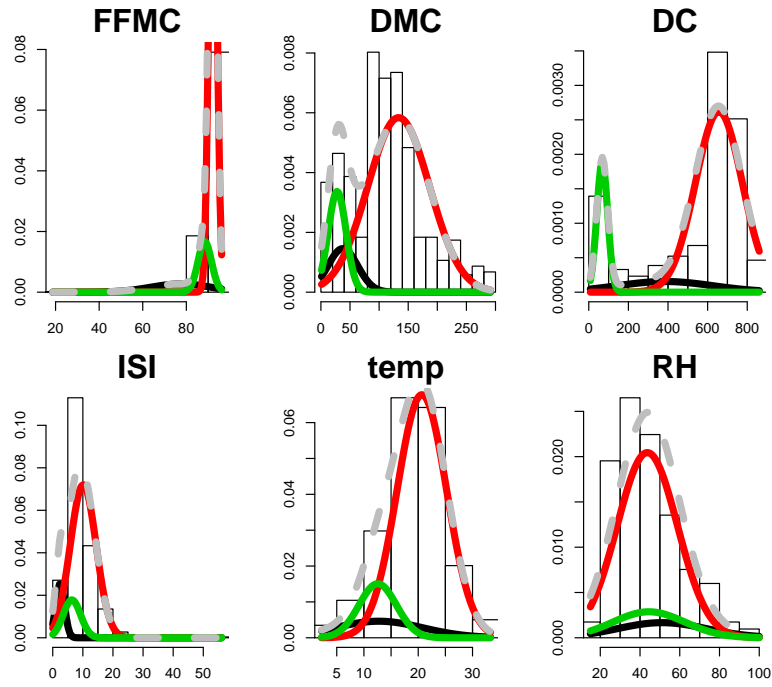 FFMC
0.00 0.02 0.04 0.06 0.08
20 40 60 80
DMC
0.000 0.002 0.004 0.006 0.008
0 50 150 250
DC
0.0000 0.0010 0.0020 0.0030
0 200 400 600 800
ISI
0.00 0.02 0.04 0.06 0.08 0.10
0 10 20 30 40 50
temp
0.00 0.02 0.04 0.06
5 10 20 30
RH
0.000 0.010 0.020
20 40 60 80 100